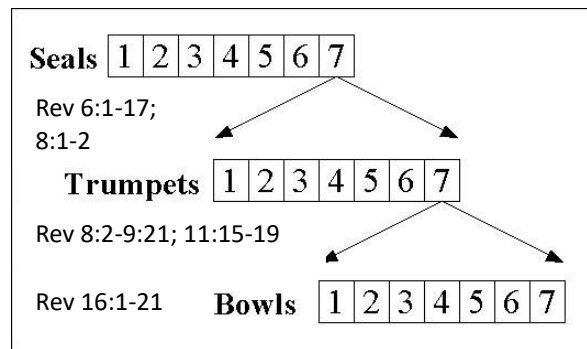 Seals 1 2 3 4 5 6 7
Rev 6:1-17;
8:1-2
Trumpets 1 2 3 4 5 6 7
Rev 8:2-9:21; 11:15-19
Rev 16:1-21 Bowls 1 2 3 4 5 6 7